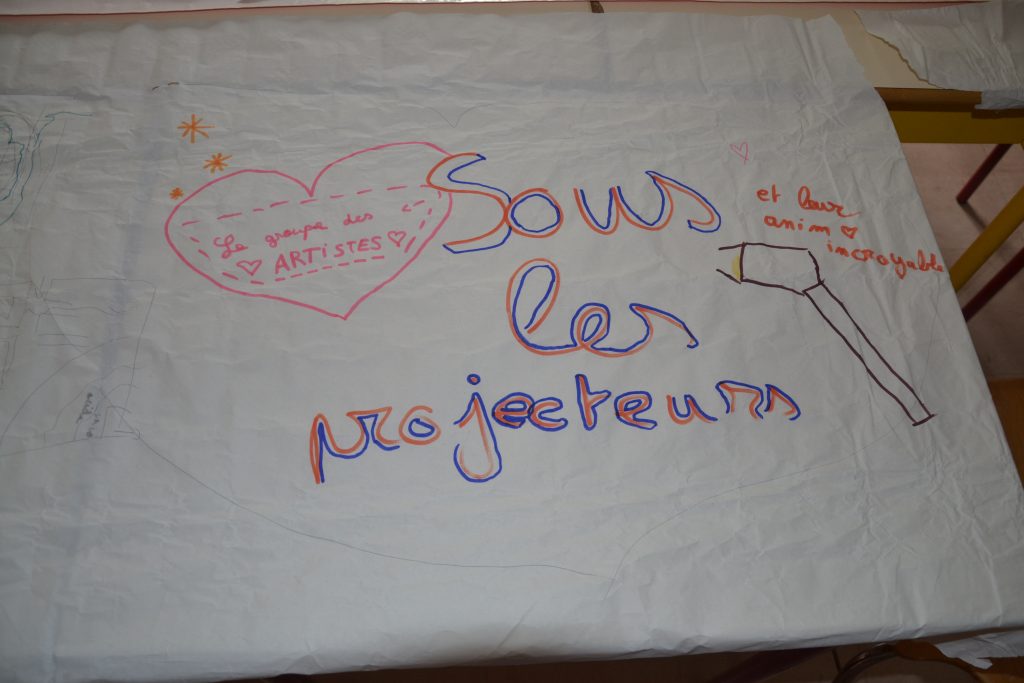 Le groupe des
ARTiSTES
Sous
les
projecteurs
et leur
anim
incroyable